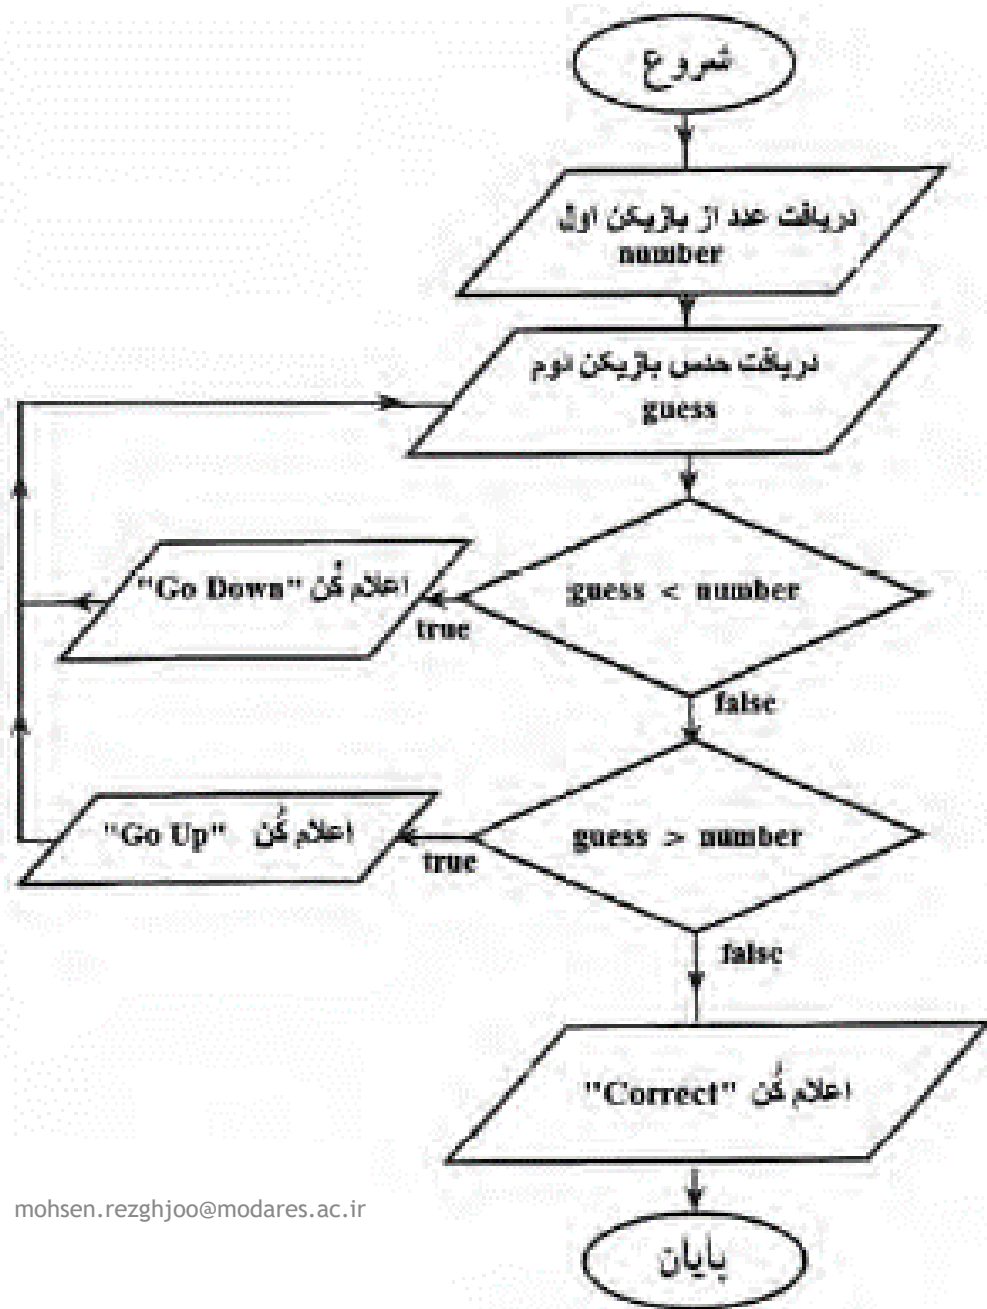 شروع
دریافت عدد از بازیکن اول
number
دریافت حدس بازیکن دوم
guess
guess < number
true
اعلام کُن "Go Down"
false
guess > number
true
اعلام کُن "Go Up"
false
اعلام کُن "Correct"
پایان
mohsen.rezghjoo@modares.ac.ir